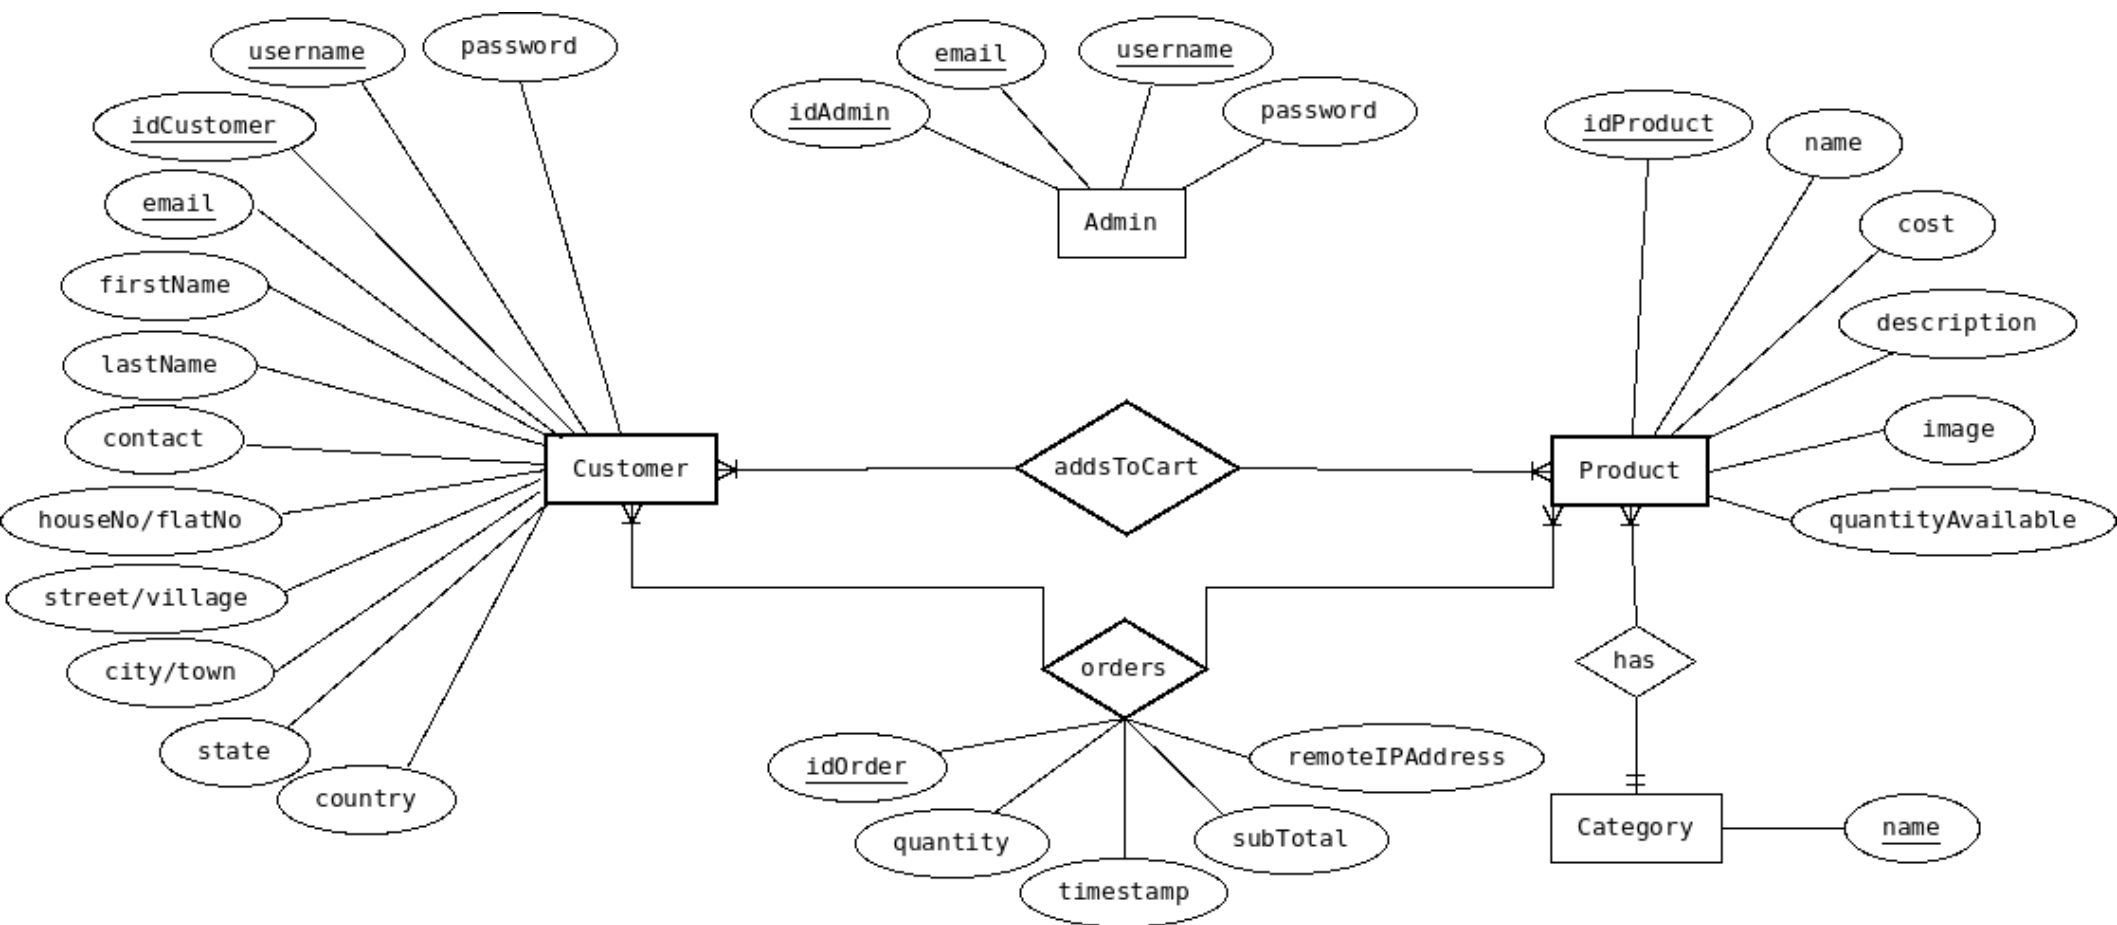 username
password
idCustomer
email
firstName
lastName
contact
houseNo/flatNo
street/village
city/town
state
country
Customer
idAdmin
email
username
password
Admin
addsToCart
orders
idOrder
quantity
timestamp
subTotal
remoteIPAddress
idProduct
name
cost
description
image
quantityAvailable
Product
has
Category
name